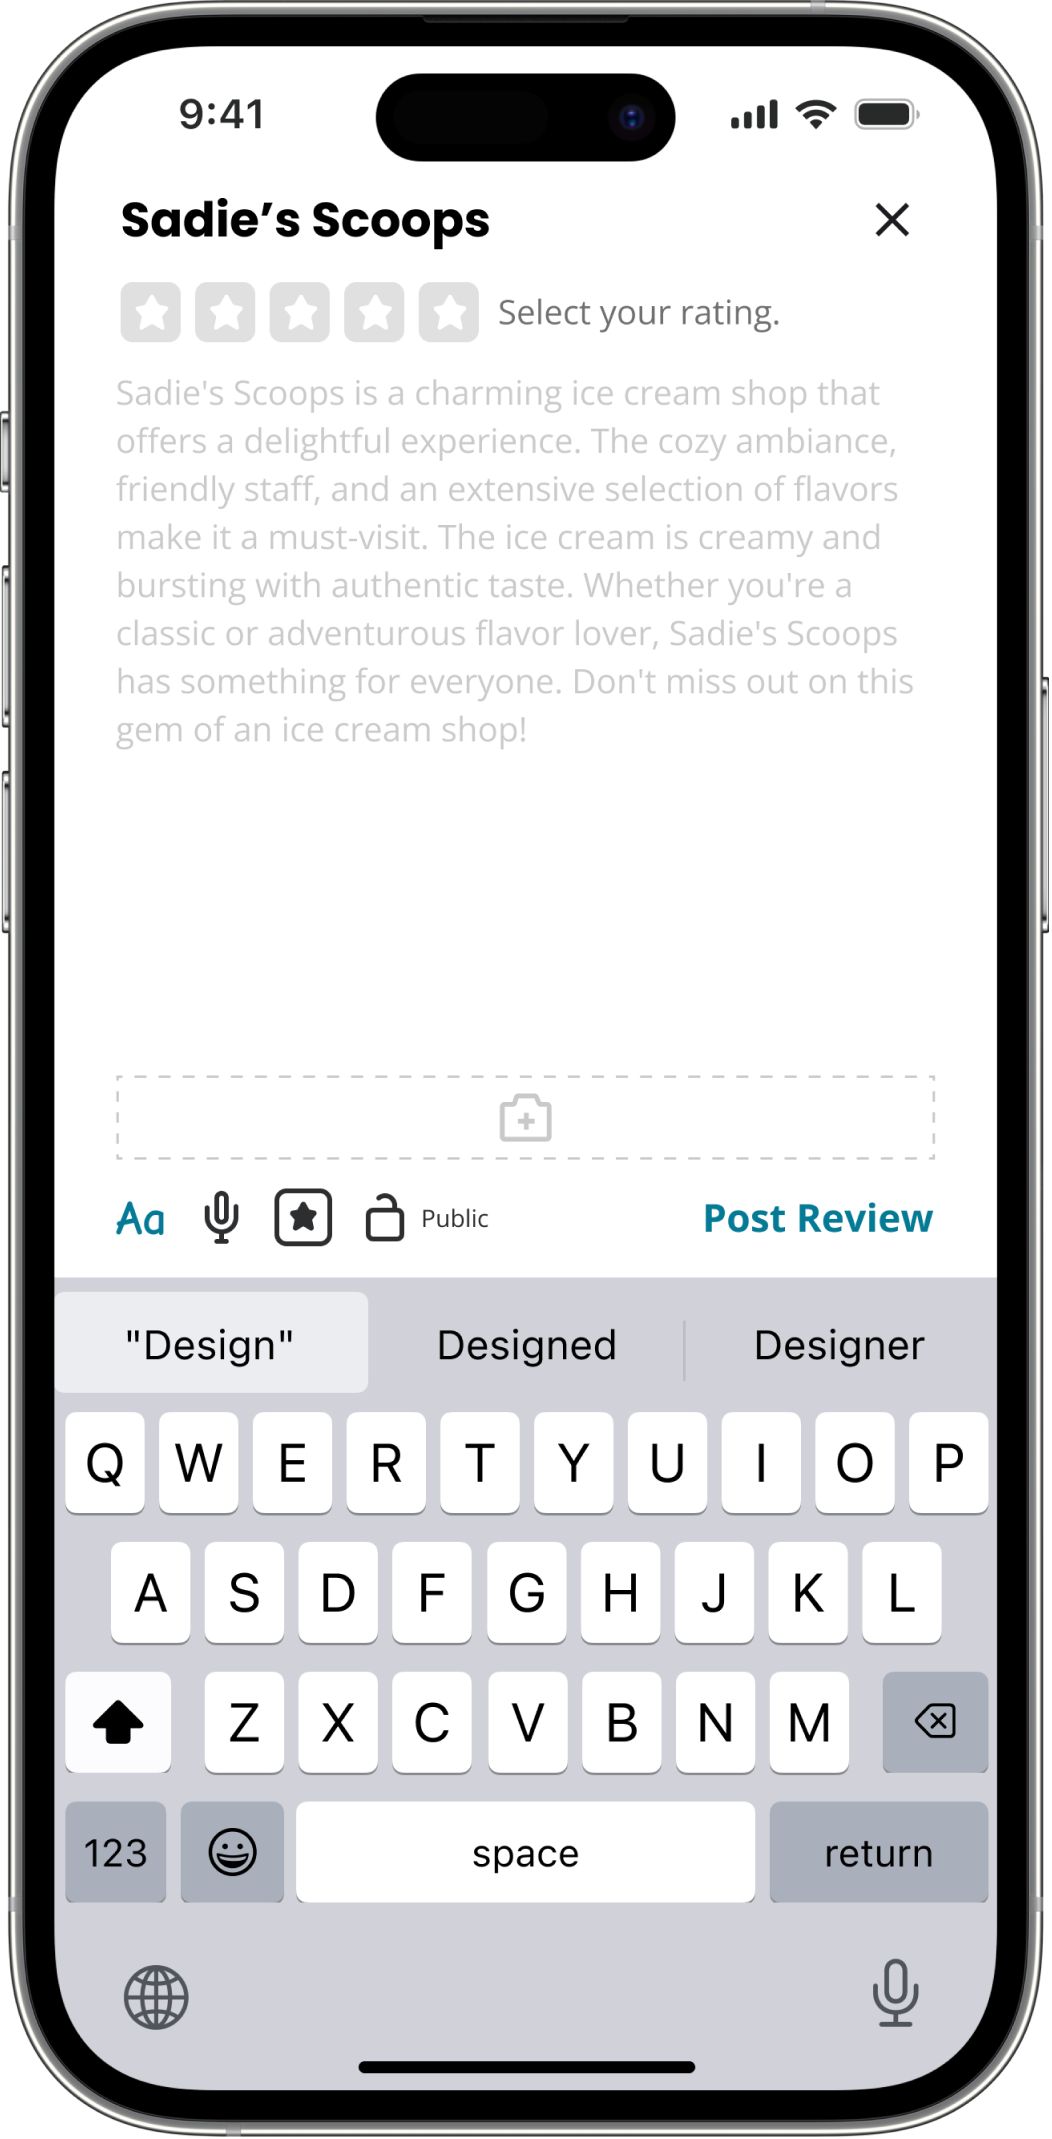 9:41
Sadie’s Scoops
Select your rating.
Sadie's Scoops is a charming ice cream shop that
offers a delightful experience. The cozy ambiance,
friendly staff, and an extensive selection of flavors
make it a must-visit. The ice cream is creamy and
bursting with authentic taste. Whether you're a
classic or adventurous flavor lover, Sadie's Scoops
has something for everyone. Don't miss out on this
gem of an ice cream shop!
Aa Public Post Review
"Design" Designed Designer
Q W E R T Y U I O P
A S D F G H J K L
Z X C V B N M
123 space return